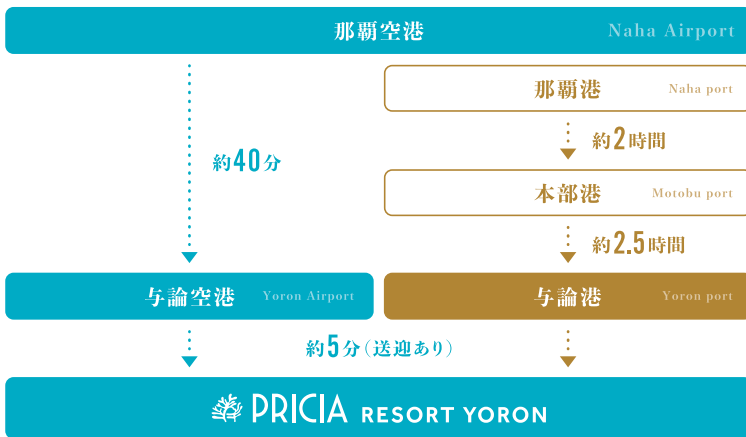 那覇空港 Naha Airport
那覇港 Naha port
約2時間
約40分
本部港 Motobu port
約2.5時間
与論空港 Yoron Airport
与論港 Yoron port
約5分(送迎あり)
PRICIA RESORT YORON